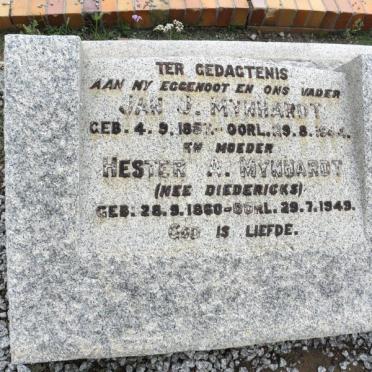 TER GEDAGTENIS
AAN MY EGGENOOT EN ONS VADER
JAN J. MYNHARDT
GEB. 4.9.1857.-OORL. 29.8.1944.
EN MOEDER
HESTER A. MYNHARDT
(NEE DIEDERICKS)
GEB: 28.9.1860-OORL. 29.7.1949.
GOD IS LIEFDE.